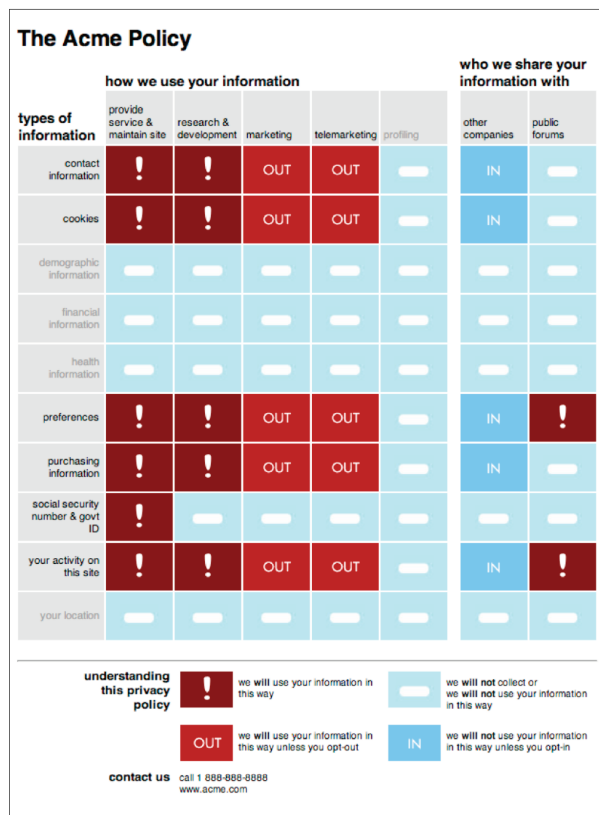 The Acme Policy
how we use your information
who we share your
information with
types of
information
provide
service &
maintain site
research &
development
marketing
telemarketing
profiling
other
companies
public
forums
contact
information
! ! OUT OUT IN
cookies
! ! OUT OUT IN
demographic
information
financial
information
health
information
preferences
! ! OUT OUT IN !
purchasing
information
! ! OUT OUT IN
social security
number & govt
ID
!
your activity on
this site
! ! OUT OUT IN !
your location
understanding
this privacy
policy
!
we will use your information in
this way
we will not collect or
we will not use your information
in this way
OUT
we will use your information in
this way unless you opt-out
IN
we will not use your information
in this way unless you opt-in
contact us
call 1 888-888-8888
www.acme.com